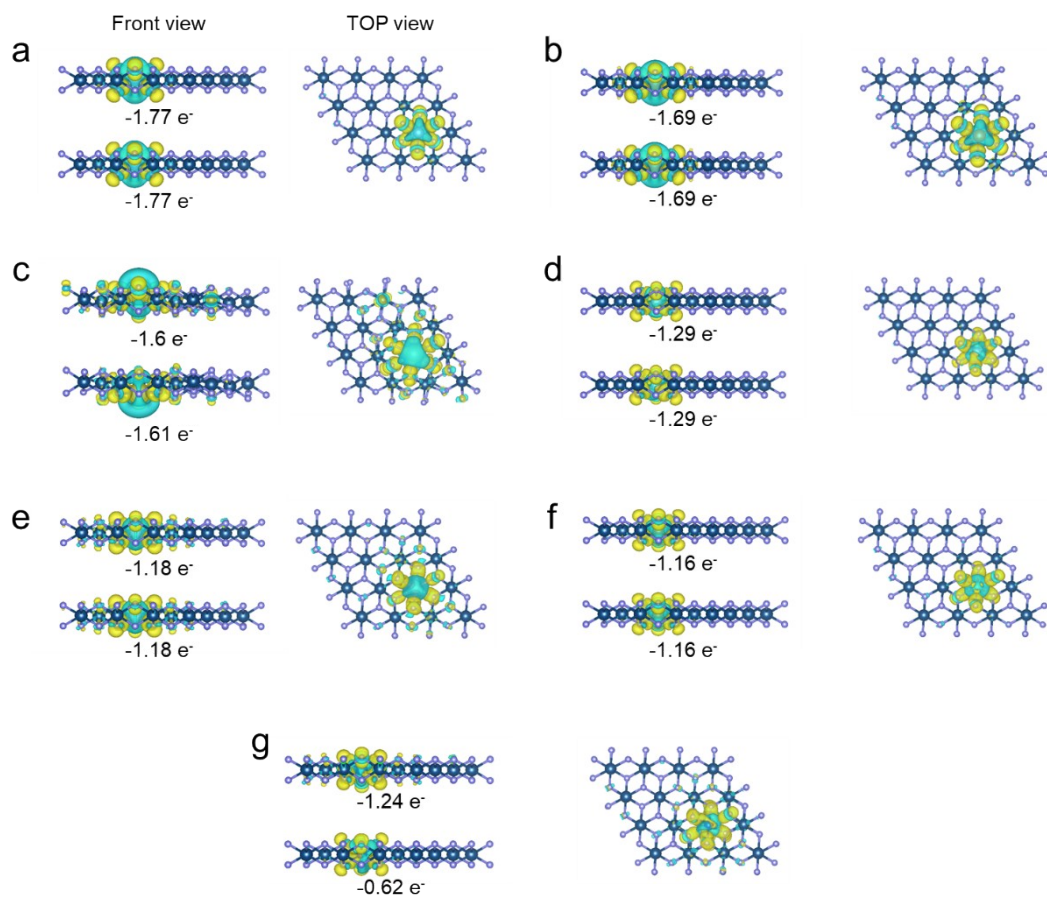 Front view
TOP view
a
-1.77 e⁻
-1.77 e⁻
b
-1.69 e⁻
-1.69 e⁻
c
-1.6 e⁻
-1.61 e⁻
d
-1.29 e⁻
-1.29 e⁻
e
-1.18 e⁻
-1.18 e⁻
f
-1.16 e⁻
-1.16 e⁻
g
-1.24 e⁻
-0.62 e⁻